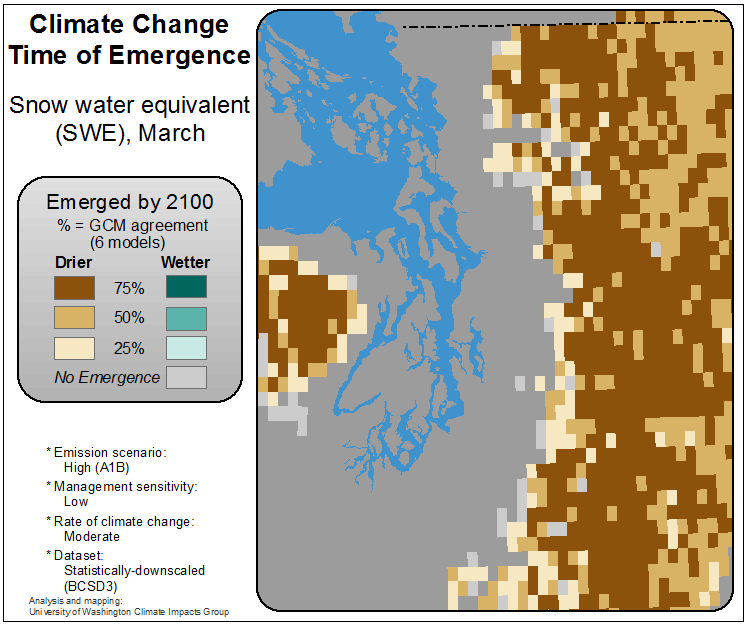 Climate Change
Time of Emergence
Snow water equivalent
(SWE), March
Emerged by 2100
% = GCM agreement
(6 models)
Drier Wetter
75%
50%
25%
No Emergence
* Emission scenario:
High (A1B)
* Management sensitivity:
Low
* Rate of climate change:
Moderate
* Dataset:
Statistically-downscaled
(BCSD3)
Analysis and mapping:
University of Washington Climate Impacts Group